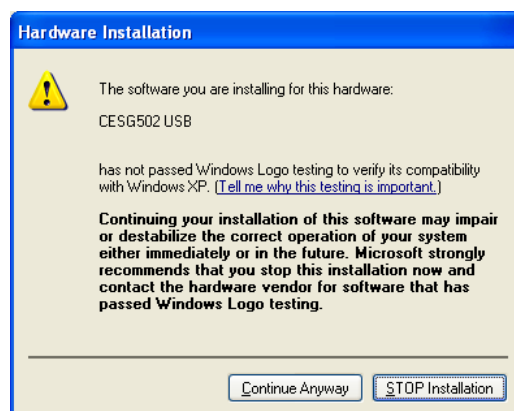 Hardware Installation
The software you are installing for this hardware:
CESG502 USB
has not passed Windows Logo testing to verify its compatibility
with Windows XP. (Tell me why this testing is important.)
Continuing your installation of this software may impair
or destabilize the correct operation of your system
either immediately or in the future. Microsoft strongly
recommends that you stop this installation now and
contact the hardware vendor for software that has
passed Windows Logo testing.
Continue Anyway
STOP Installation